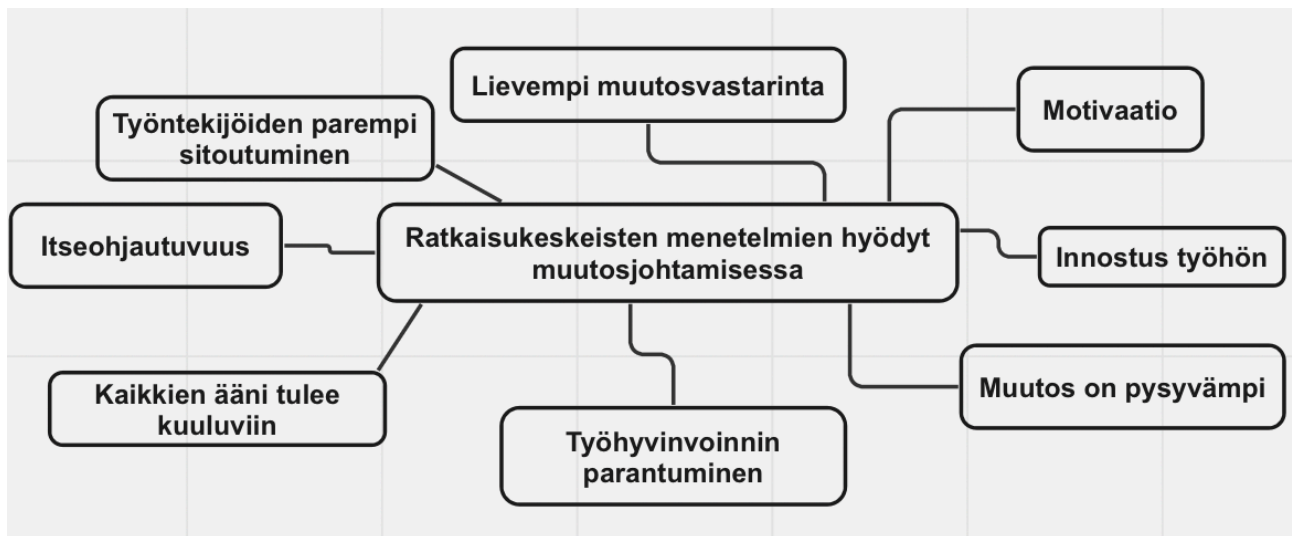 Lievempi muutosvastarinta
Motivaatio
Työntekijöiden parempi
sitoutuminen
Itseohjautuvuus
Ratkaisukeskeisten menetelmien hyödyt
muutosjohtamisessa
Innostus työhön
Kaikkien ääni tulee
kuuluviin
Muutos on pysyvämpi
Työhyvinvoinnin
parantuminen